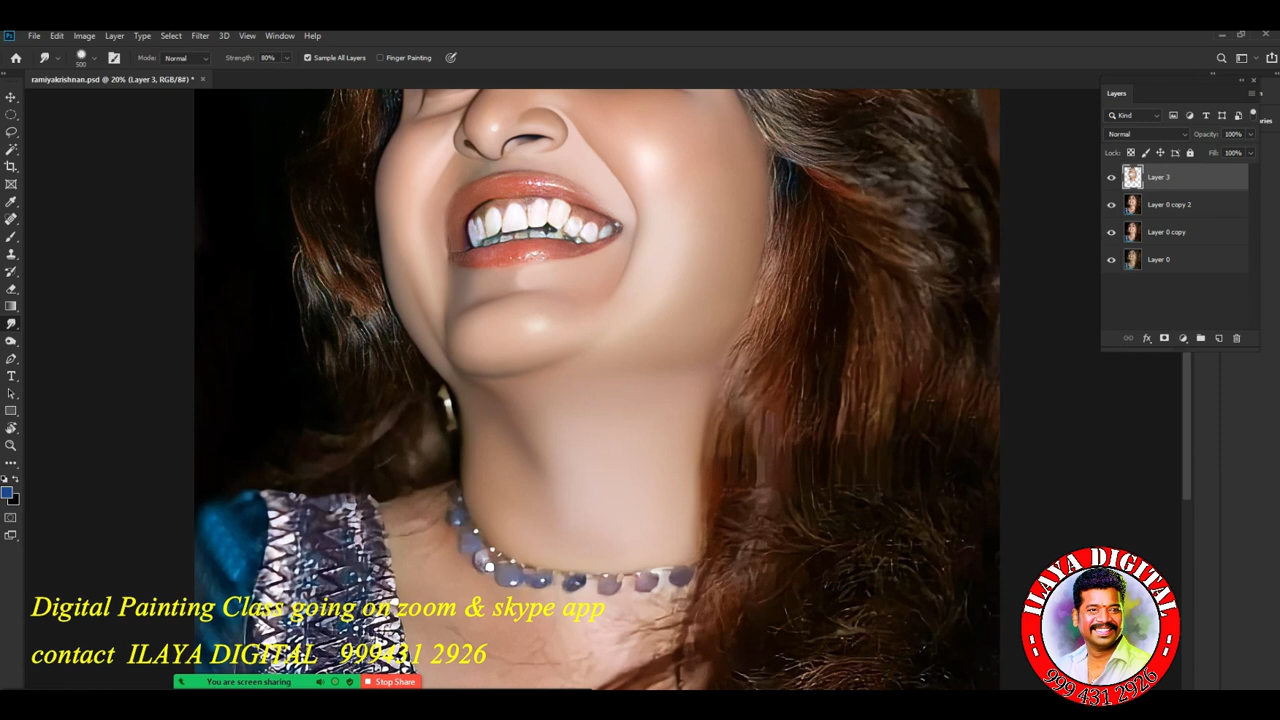 Ps File Edit Image Layer Type Select Filter 3D View Window Help
500 Mode: Normal Strength: 80% Sample All Layers Finger Painting
ramiyakrishnan.psd @ 20% (Layer 3, RGB/8#) * ×
Layers
Kind
Normal Opacity: 100%
Lock: Fill: 100%
Layer 3
Layer 0 copy 2
Layer 0 copy
Layer 0
Digital Painting Class going on zoom & skype app
contact ILAYA DIGITAL 999431 2926
You are screen sharing Stop Share
ILAYA DIGITAL
999 431 2926